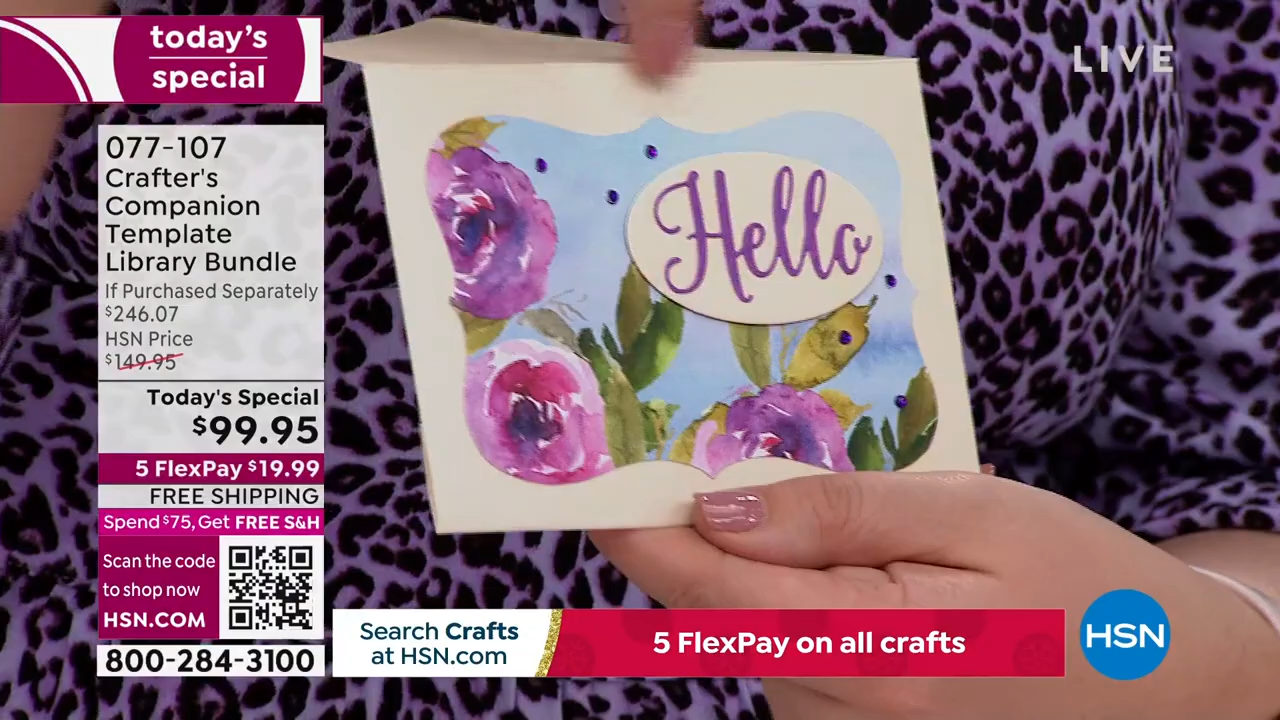 today's
special
LIVE
077-107
Crafter's
Companion
Template
Library Bundle
If Purchased Separately
$246.07
HSN Price
$149.95
Today's Special
$99.95
5 FlexPay $19.99
FREE SHIPPING
Spend $75, Get FREE S&H
Scan the code
to shop now
HSN.COM
800-284-3100
Hello
Search Crafts
at HSN.com
5 FlexPay on all crafts
HSN